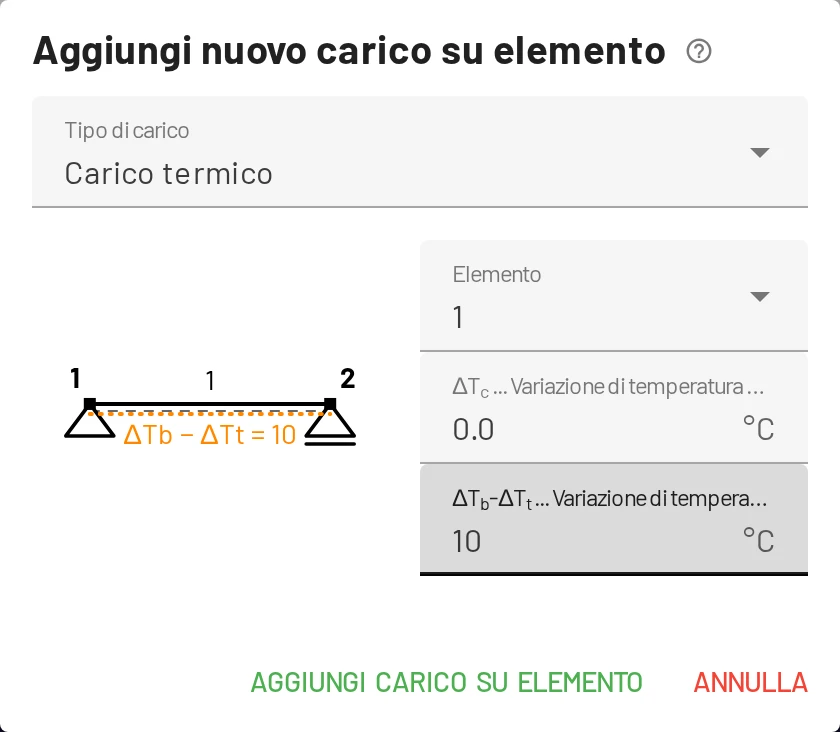 Aggiungi nuovo carico su elemento ?
Tipo di carico
Carico termico
Elemento
1
ΔTc ... Variazione di temperatura ...
0.0 °C
ΔTb-ΔTt ... Variazione di tempera...
10 °C
1 1 2
ΔTb − ΔTt = 10
AGGIUNGI CARICO SU ELEMENTO ANNULLA